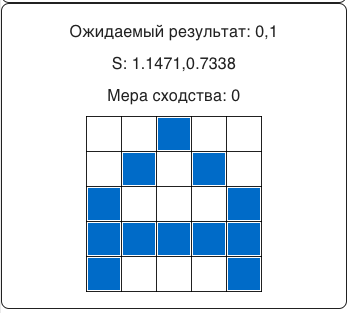 Ожидаемый результат: 0,1
S: 1.1471,0.7338
Мера сходства: 0